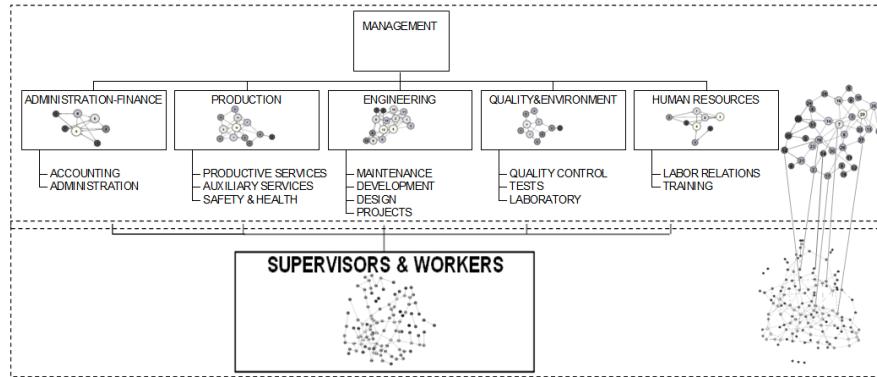 MANAGEMENT
ADMINISTRATION-FINANCE
PRODUCTION
ENGINEERING
QUALITY&ENVIRONMENT
HUMAN RESOURCES
ACCOUNTING
ADMINISTRATION
PRODUCTIVE SERVICES
AUXILIARY SERVICES
SAFETY & HEALTH
MAINTENANCE
DEVELOPMENT
DESIGN
PROJECTS
QUALITY CONTROL
TESTS
LABORATORY
LABOR RELATIONS
TRAINING
SUPERVISORS & WORKERS